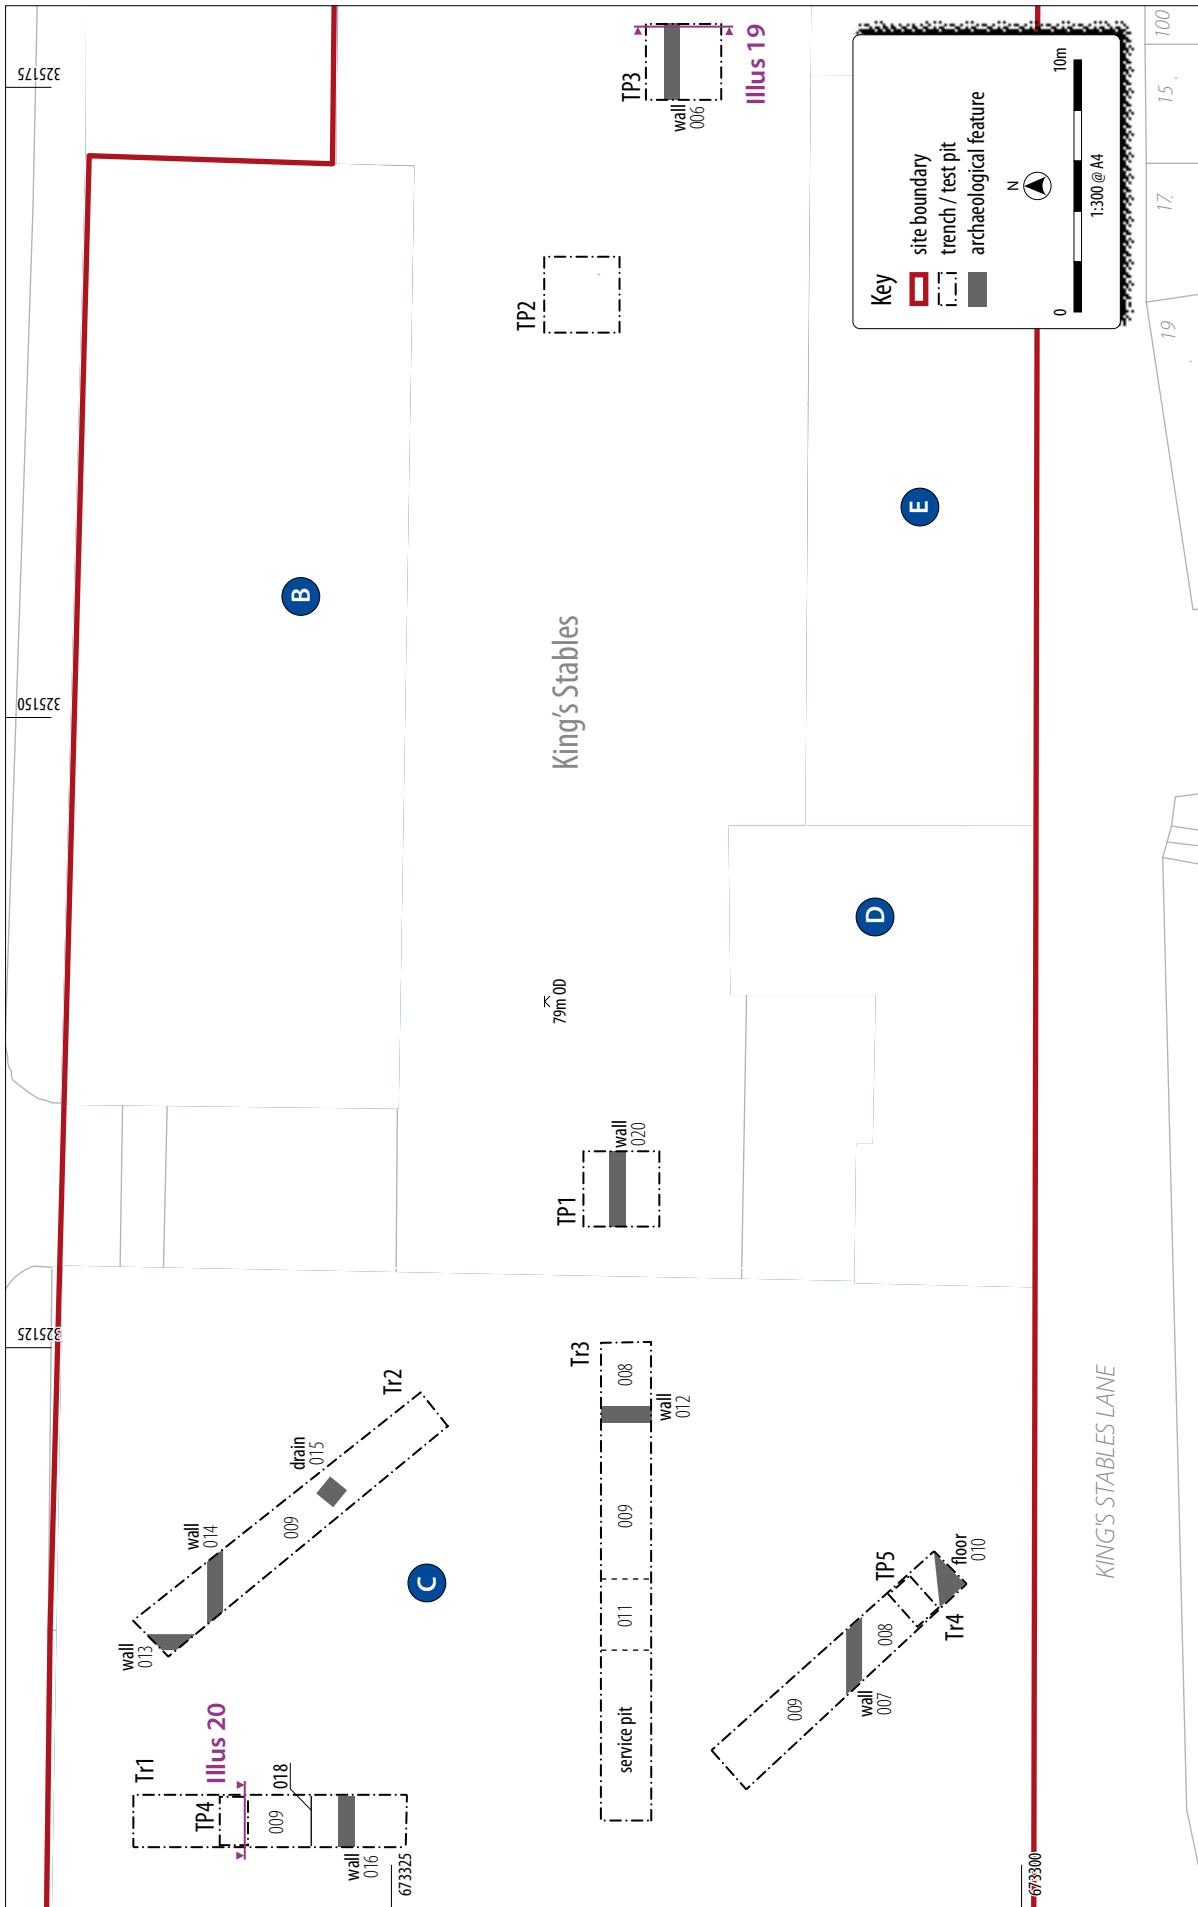 325125
325150
325175
Tr1
TP4
Illus 20
009
018
wall
016
673325
wall
013
wall
014
009
drain
015
Tr2
C
B
Tr3
service pit
011
009
008
wall
012
TP1
wall
020
79m OD
King's Stables
TP2
TP3
wall
006
Illus 19
009
wall
007
008
TP5
Tr4
floor
010
D
E
673300
KING'S STABLES LANE
Key
site boundary
trench / test pit
archaeological feature
N
0
10m
1:300 @ A4
19
17
15
100